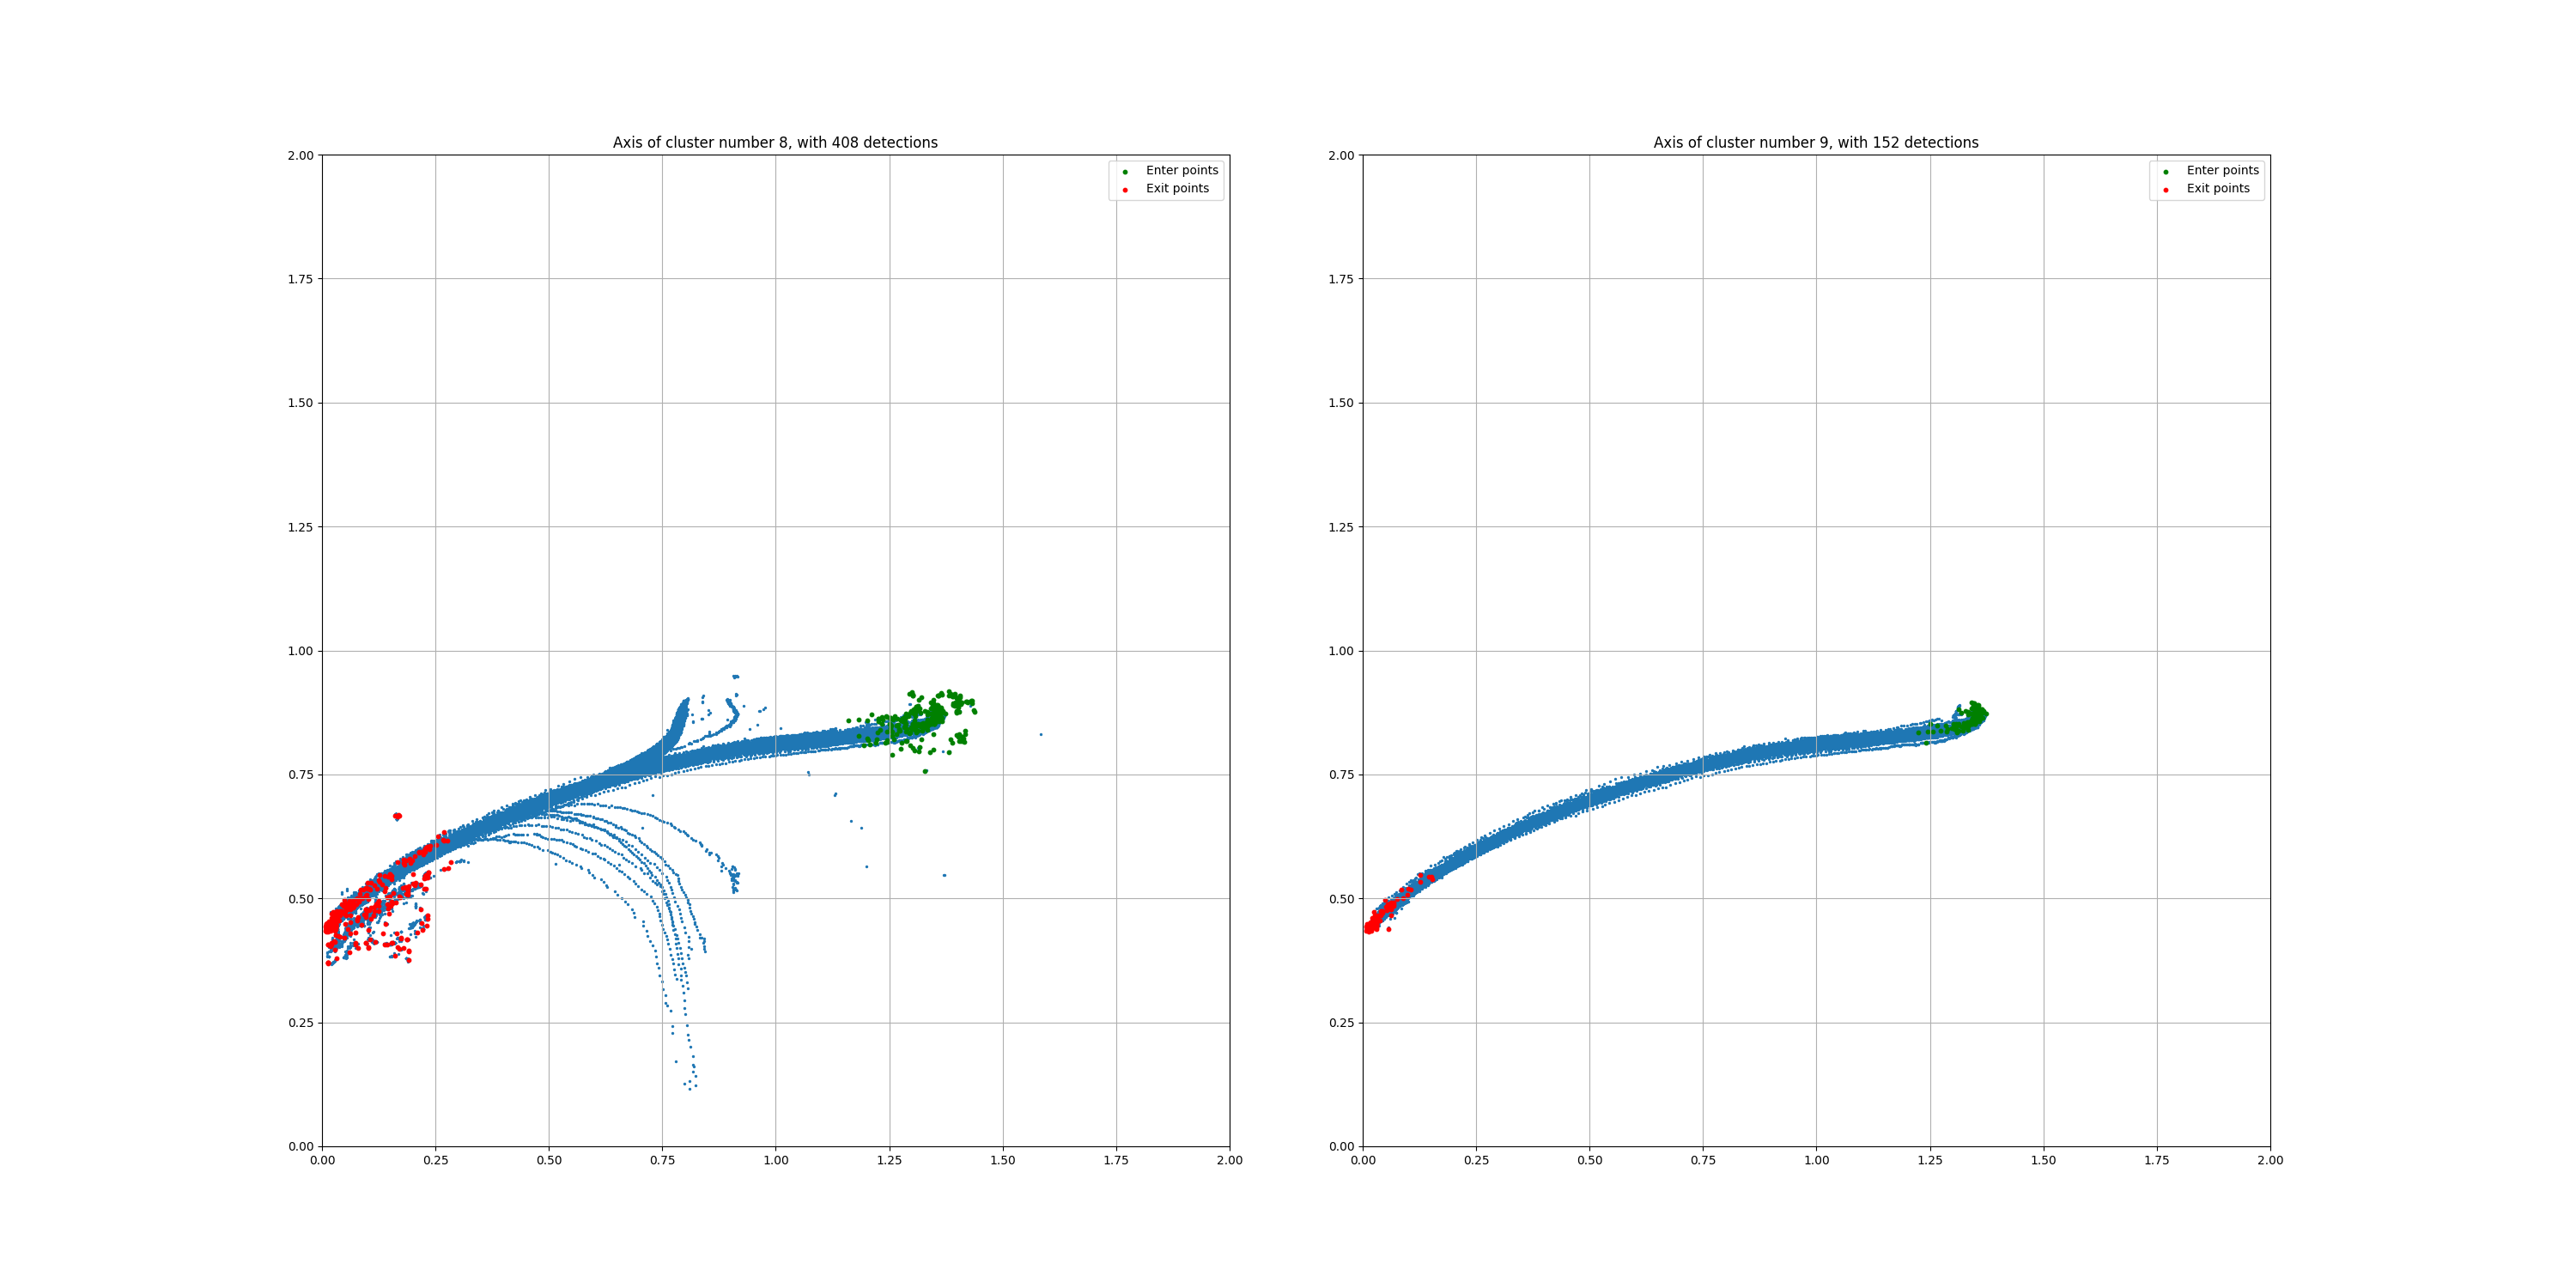 Axis of cluster number 8, with 408 detections
2.00
1.75
1.50
1.25
1.00
0.75
0.50
0.25
0.00
0.00 0.25 0.50 0.75 1.00 1.25 1.50 1.75 2.00
Enter points
Exit points
Axis of cluster number 9, with 152 detections
2.00
1.75
1.50
1.25
1.00
0.75
0.50
0.25
0.00
0.00 0.25 0.50 0.75 1.00 1.25 1.50 1.75 2.00
Enter points
Exit points